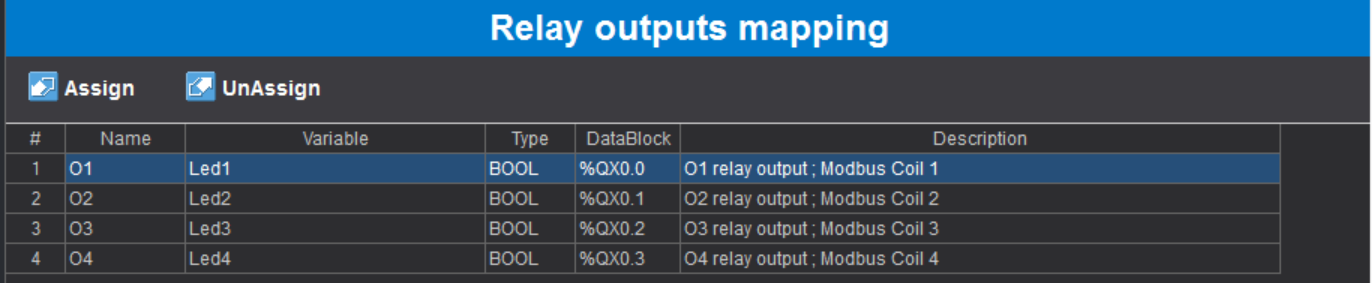 Relay outputs mapping
Assign UnAssign
# Name Variable Type DataBlock Description
1 O1 Led1 BOOL %QX0.0 O1 relay output ; Modbus Coil 1
2 O2 Led2 BOOL %QX0.1 O2 relay output ; Modbus Coil 2
3 O3 Led3 BOOL %QX0.2 O3 relay output ; Modbus Coil 3
4 O4 Led4 BOOL %QX0.3 O4 relay output ; Modbus Coil 4